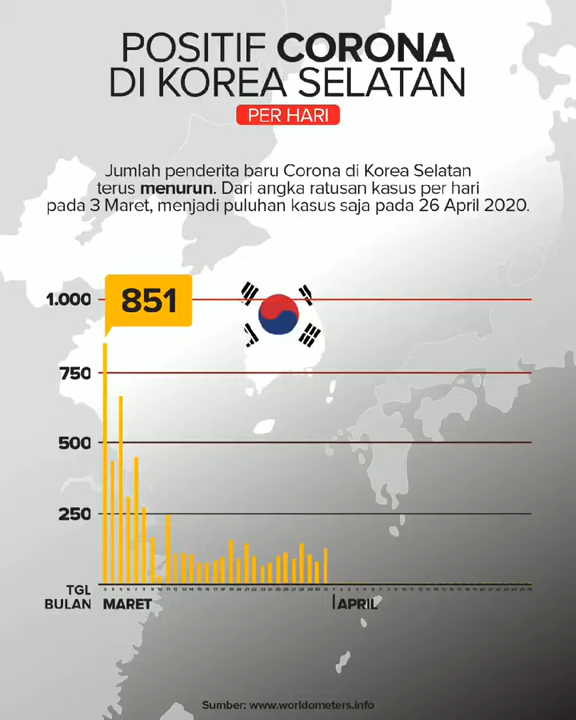 POSITIF CORONA
DI KOREA SELATAN
PER HARI
Jumlah penderita baru Corona di Korea Selatan
terus menurun. Dari angka ratusan kasus per hari
pada 3 Maret, menjadi puluhan kasus saja pada 26 April 2020.
1.000
851
750
500
250
TGL
BULAN MARET APRIL
Sumber: www.worldometers.info